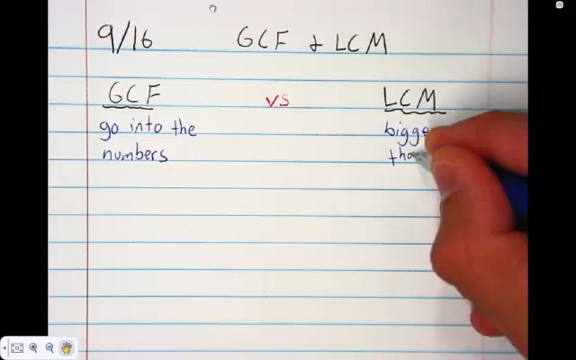 9/16 GCF & LCM
GCF vs LCM
go into the
numbers